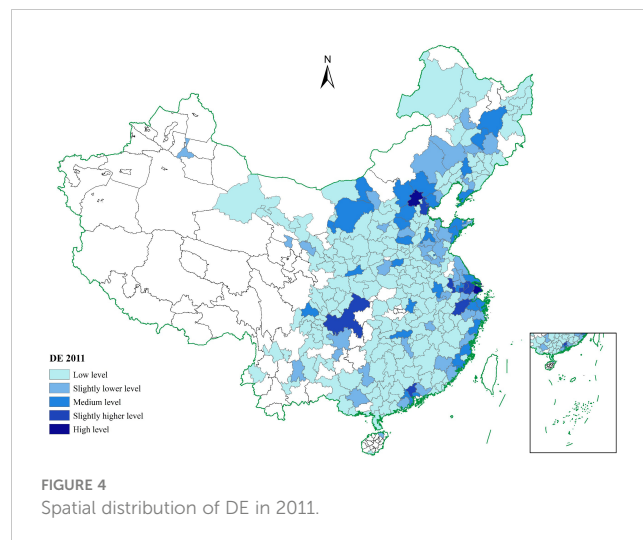 N
DE 2011
Low level
Slightly lower level
Medium level
Slightly higher level
High level
FIGURE 4
Spatial distribution of DE in 2011.